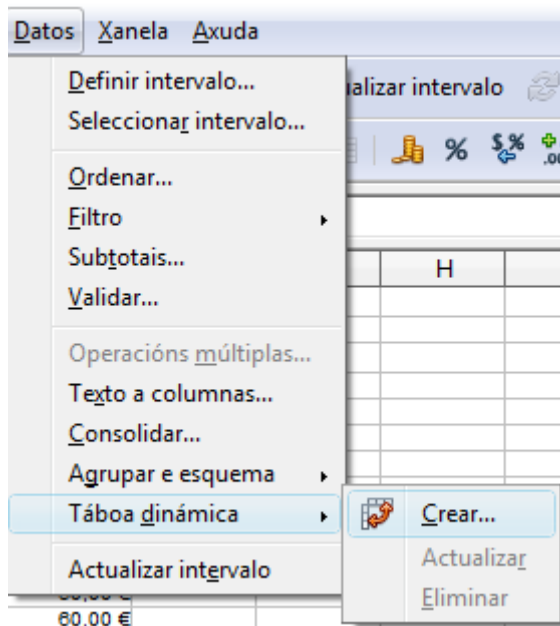 Datos Xanela Axuda
Definir intervalo...
Seleccionar intervalo...
alizar intervalo
Ordenar...
Filtro
Subtotais...
Validar...
H
Operacións múltiplas...
Texto a columnas...
Consolidar...
Agrupar e esquema
Táboa dinámica
Crear...
Actualizar
Eliminar
Actualizar intervalo
60,00 €